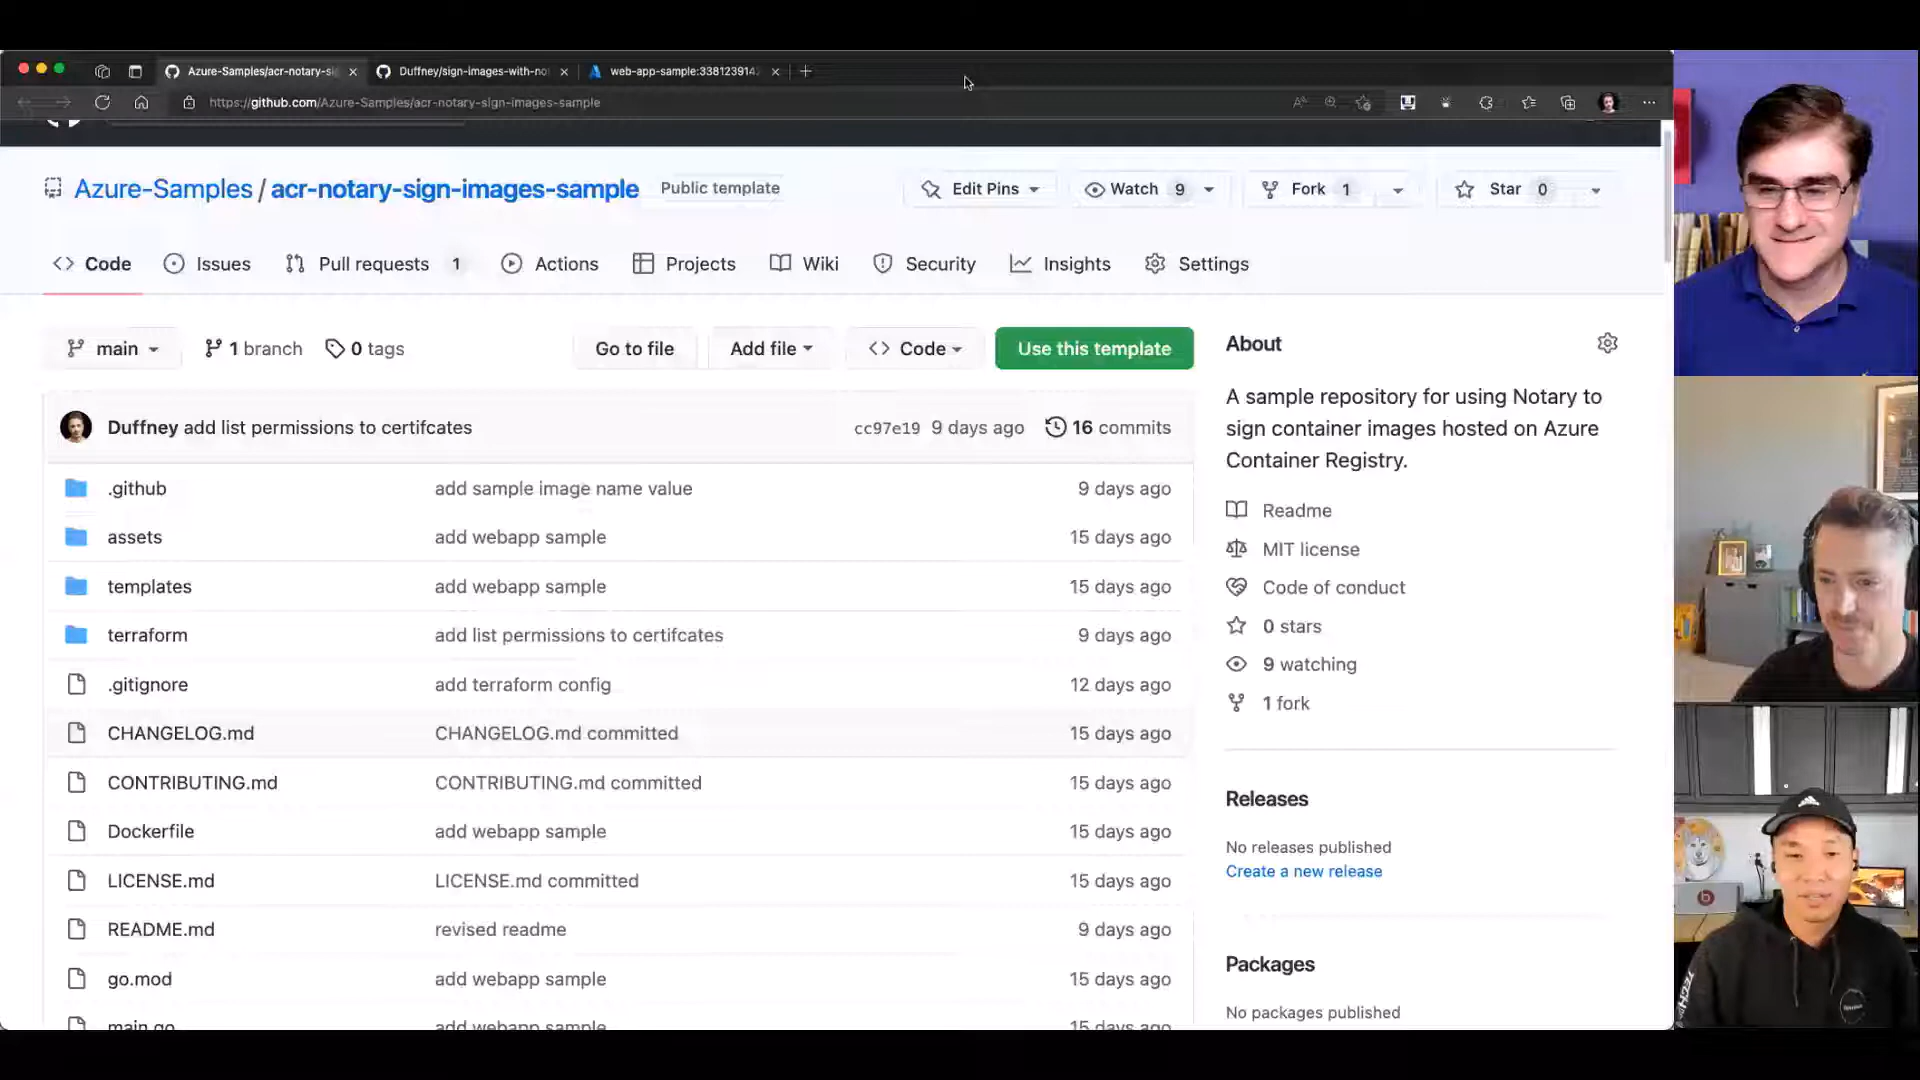 Azure-Samples/acr-notary-si
Duffney/sign-images-with-no
web-app-sample:338123914
https://github.com/Azure-Samples/acr-notary-sign-images-sample
Azure-Samples / acr-notary-sign-images-sample
Public template
Edit Pins
Watch 9
Fork 1
Star 0
Code
Issues
Pull requests 1
Actions
Projects
Wiki
Security
Insights
Settings
main
1 branch
0 tags
Go to file
Add file
Code
Use this template
Duffney add list permissions to certifcates
cc97e19 9 days ago
16 commits
.github add sample image name value 9 days ago
assets add webapp sample 15 days ago
templates add webapp sample 15 days ago
terraform add list permissions to certifcates 9 days ago
.gitignore add terraform config 12 days ago
CHANGELOG.md CHANGELOG.md committed 15 days ago
CONTRIBUTING.md CONTRIBUTING.md committed 15 days ago
Dockerfile add webapp sample 15 days ago
LICENSE.md LICENSE.md committed 15 days ago
README.md revised readme 9 days ago
go.mod add webapp sample 15 days ago
main.go add webapp sample 15 days ago
About
A sample repository for using Notary to
sign container images hosted on Azure
Container Registry.
Readme
MIT license
Code of conduct
0 stars
9 watching
1 fork
Releases
No releases published
Create a new release
Packages
No packages published